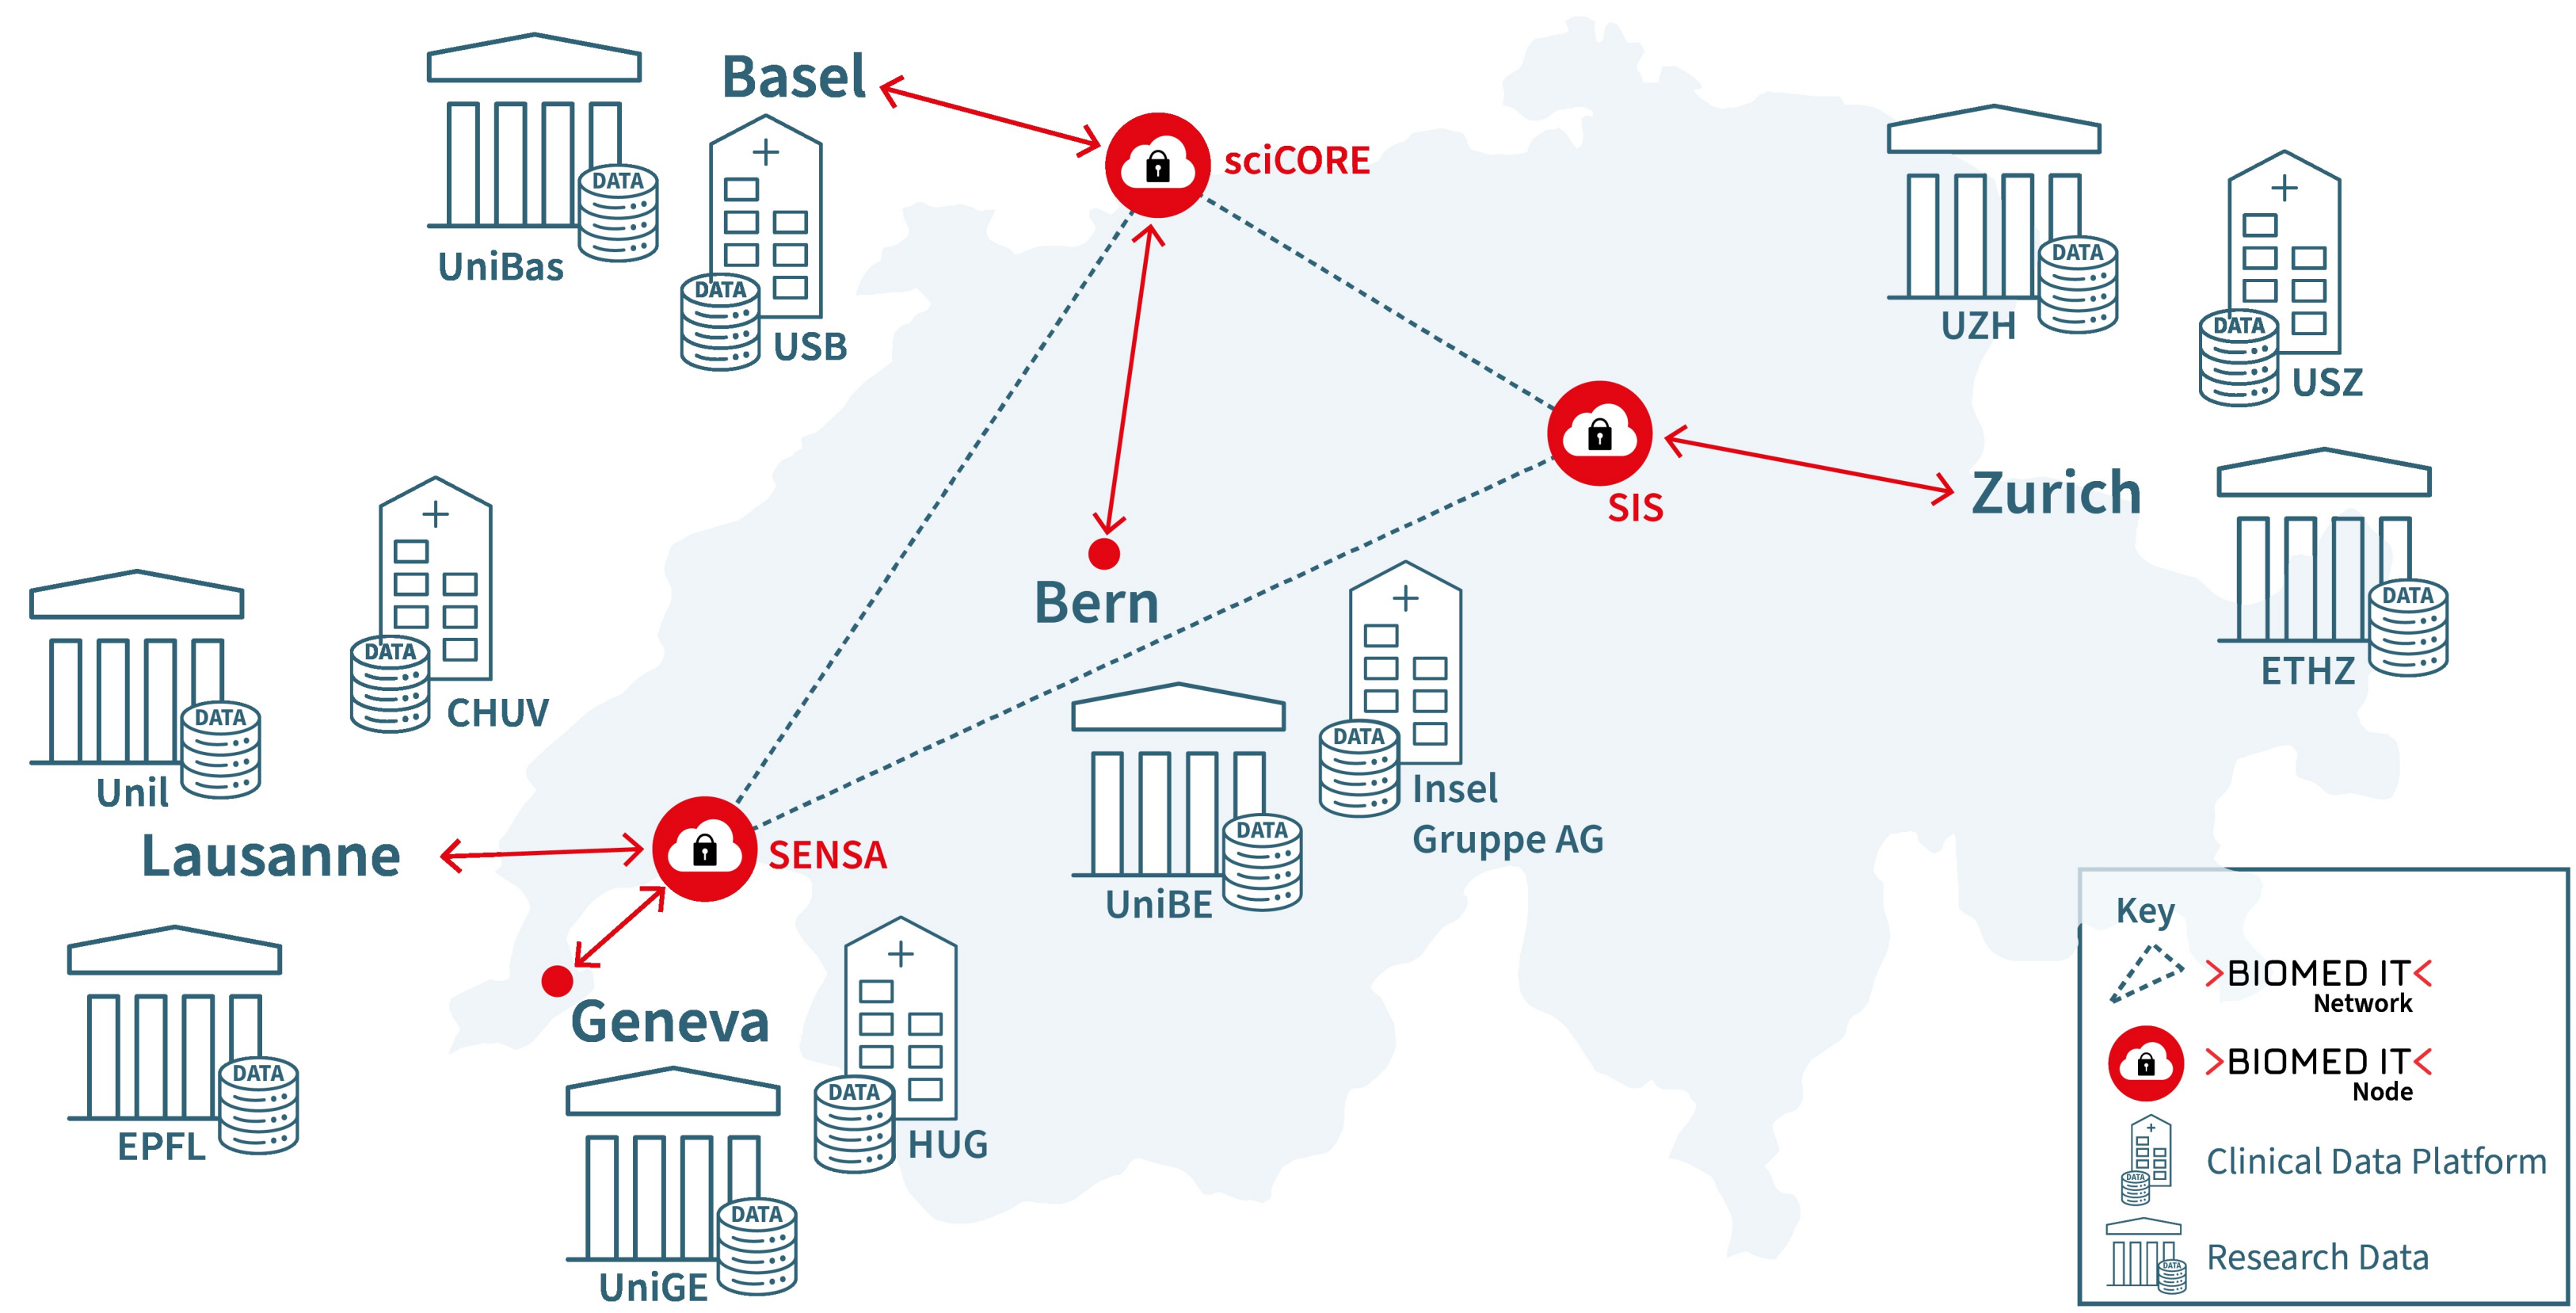 Basel
sciCORE
DATA
UniBas
DATA
USB
DATA
UZH
DATA
USZ
SIS
Zurich
DATA
ETHZ
Bern
DATA
CHUV
DATA
Unil
Lausanne
SENSA
DATA
Insel
Gruppe AG
DATA
UniBE
DATA
EPFL
Geneva
DATA
HUG
DATA
UniGE
Key
>BIOMED IT<
Network
>BIOMED IT<
Node
DATA
Clinical Data Platform
DATA
Research Data